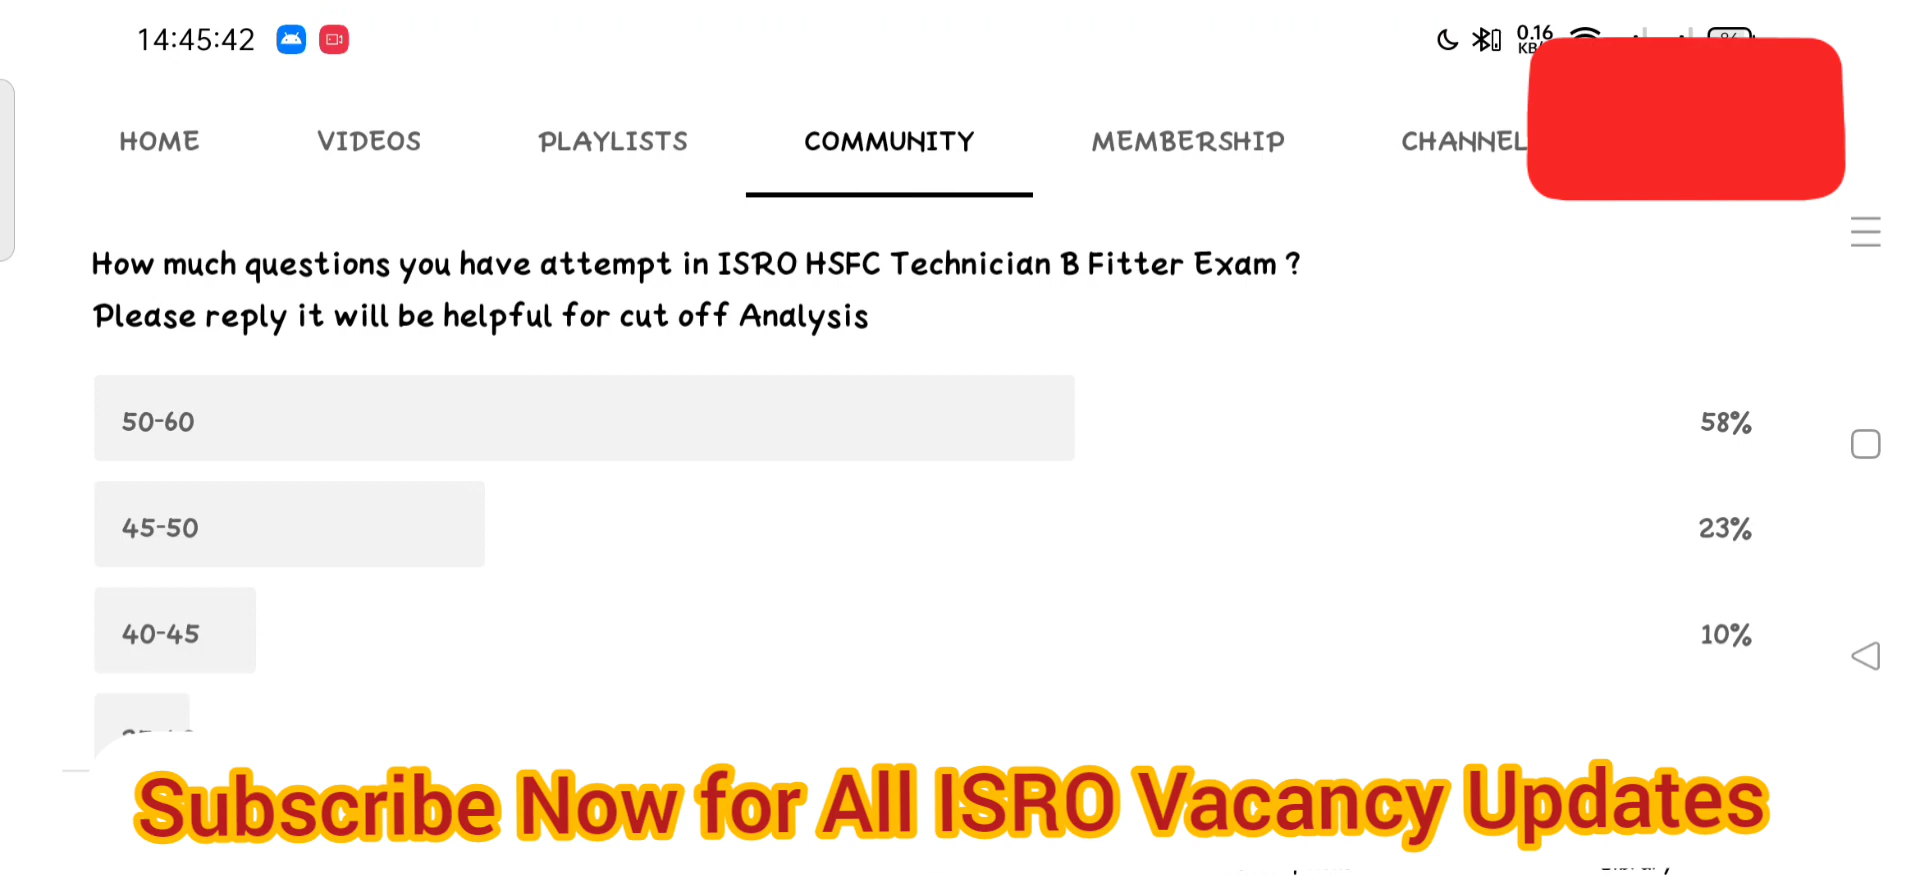 14:45:42
0.16
KB/
HOME VIDEOS PLAYLISTS COMMUNITY MEMBERSHIP CHANNEL
How much questions you have attempt in ISRO HSFC Technician B Fitter Exam ?
Please reply it will be helpful for cut off Analysis
50-60 58%
45-50 23%
40-45 10%
Subscribe Now for All ISRO Vacancy Updates